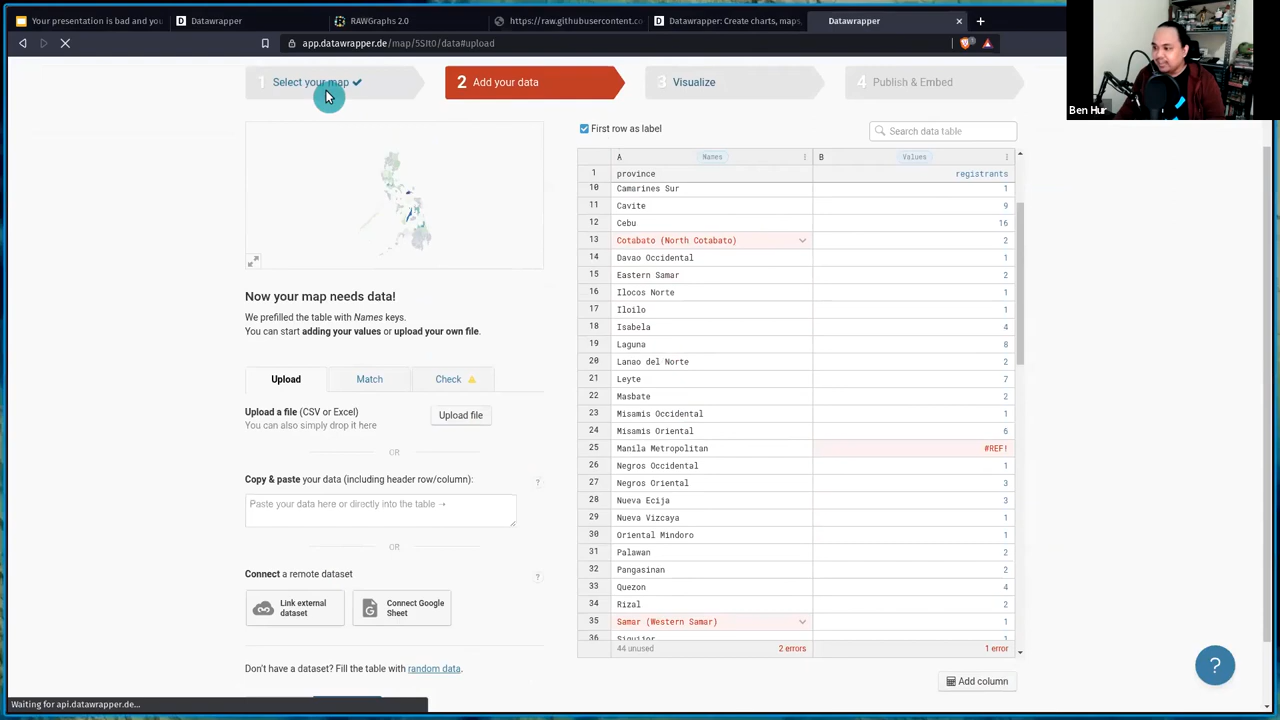 Your presentation is bad and you
Datawrapper
RAWGraphs 2.0
https://raw.githubusercontent.co
Datawrapper: Create charts, maps,
Datawrapper
app.datawrapper.de/map/5SIt0/data#upload
Ben Hur
1 Select your map
2 Add your data
3 Visualize
4 Publish & Embed
First row as label
Search data table
A Names B Values
1 province registrants
10 Camarines Sur 1
11 Cavite 9
12 Cebu 16
13 Cotabato (North Cotabato) 2
14 Davao Occidental 1
15 Eastern Samar 2
16 Ilocos Norte 1
17 Iloilo 1
18 Isabela 4
19 Laguna 8
20 Lanao del Norte 2
21 Leyte 7
22 Masbate 2
23 Misamis Occidental 1
24 Misamis Oriental 6
25 Manila Metropolitan #REF!
26 Negros Occidental 1
27 Negros Oriental 3
28 Nueva Ecija 3
29 Nueva Vizcaya 1
30 Oriental Mindoro 1
31 Palawan 2
32 Pangasinan 2
33 Quezon 4
34 Rizal 2
35 Samar (Western Samar) 1
36 Siquijor 1
44 unused 2 errors 1 error
Add column
Now your map needs data!
We prefilled the table with Names keys.
You can start adding your values or upload your own file.
Upload
Match
Check
Upload a file (CSV or Excel)
You can also simply drop it here
Upload file
OR
Copy & paste your data (including header row/column):
?
Paste your data here or directly into the table ➝
OR
Connect a remote dataset
?
Link external
dataset
Connect Google
Sheet
Don't have a dataset? Fill the table with random data.
?
Waiting for api.datawrapper.de...